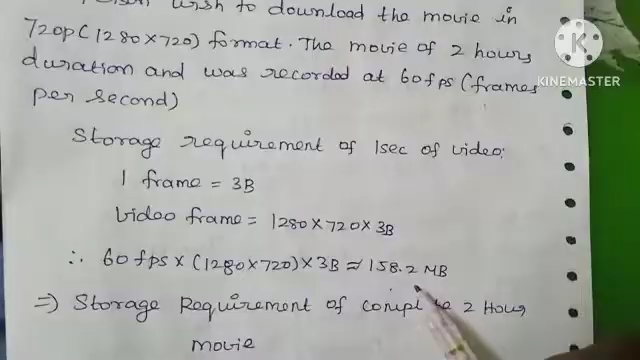 wish to download the movie in
720p (1280×720) format. The movie of 2 hours
duration and was recorded at 60fps (frames
per second)
KINEMASTER
Storage requirement of 1sec of video:
1 frame = 3B
video frame = 1280×720×3B
∴ 60fps × (1280×720) × 3B ≈ 158.2 MB
⇒ Storage Requirement of 2 Hour
movie